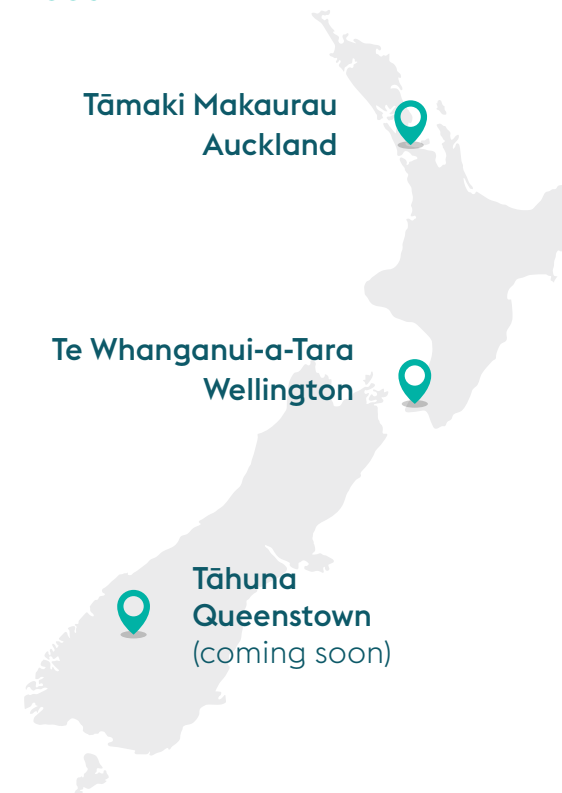 Tāmaki Makaurau
Auckland
Te Whanganui-a-Tara
Wellington
Tāhuna
Queenstown
(coming soon)